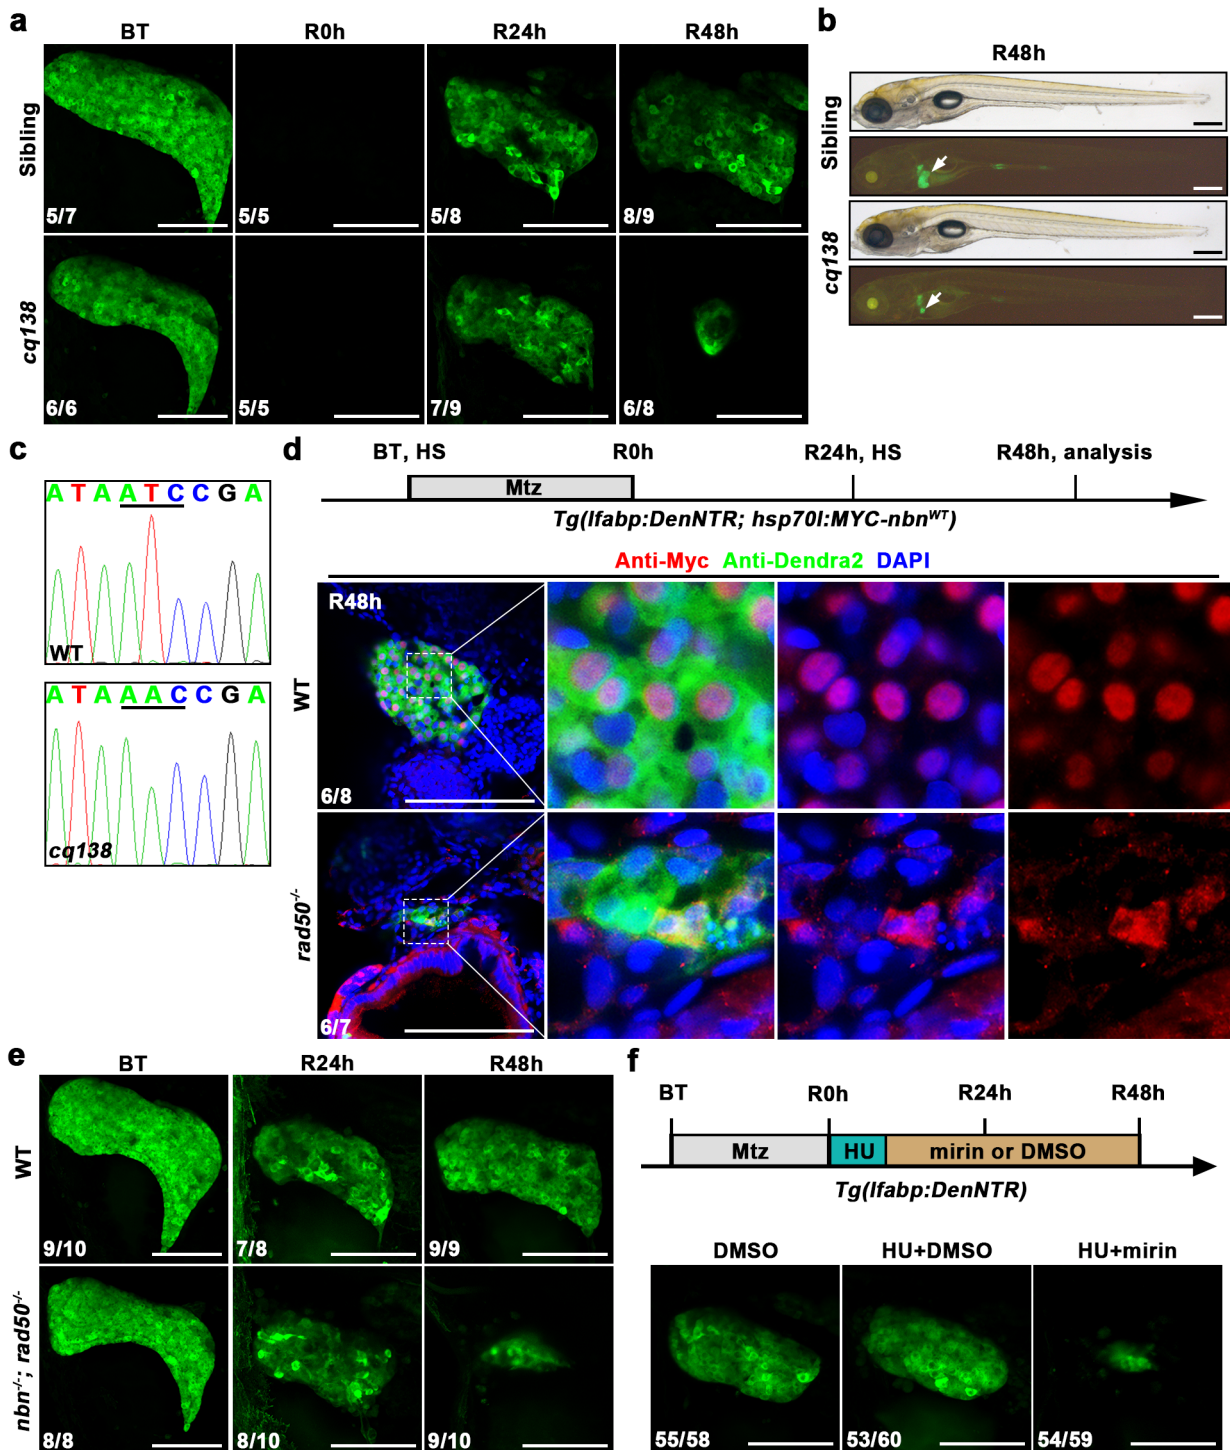 a
BT R0h R24h R48h
Sibling
5/7 5/5 5/8 8/9
cq138
6/6 5/5 7/9 6/8
b
R48h
Sibling
cq138
c
A T A A T C C G A
WT
A T A A A C C G A
cq138
d
BT, HS R0h R24h, HS R48h, analysis
Mtz
Tg(lfabp:DenNTR; hsp70l:MYC-nbnWT)
Anti-Myc Anti-Dendra2 DAPI
R48h
WT
6/8
rad50-/-
6/7
e
BT R24h R48h
WT
9/10 7/8 9/9
nbn-/-; rad50-/-
8/8 8/10 9/10
f
BT R0h R24h R48h
Mtz HU mirin or DMSO
Tg(lfabp:DenNTR)
DMSO HU+DMSO HU+mirin
55/58 53/60 54/59